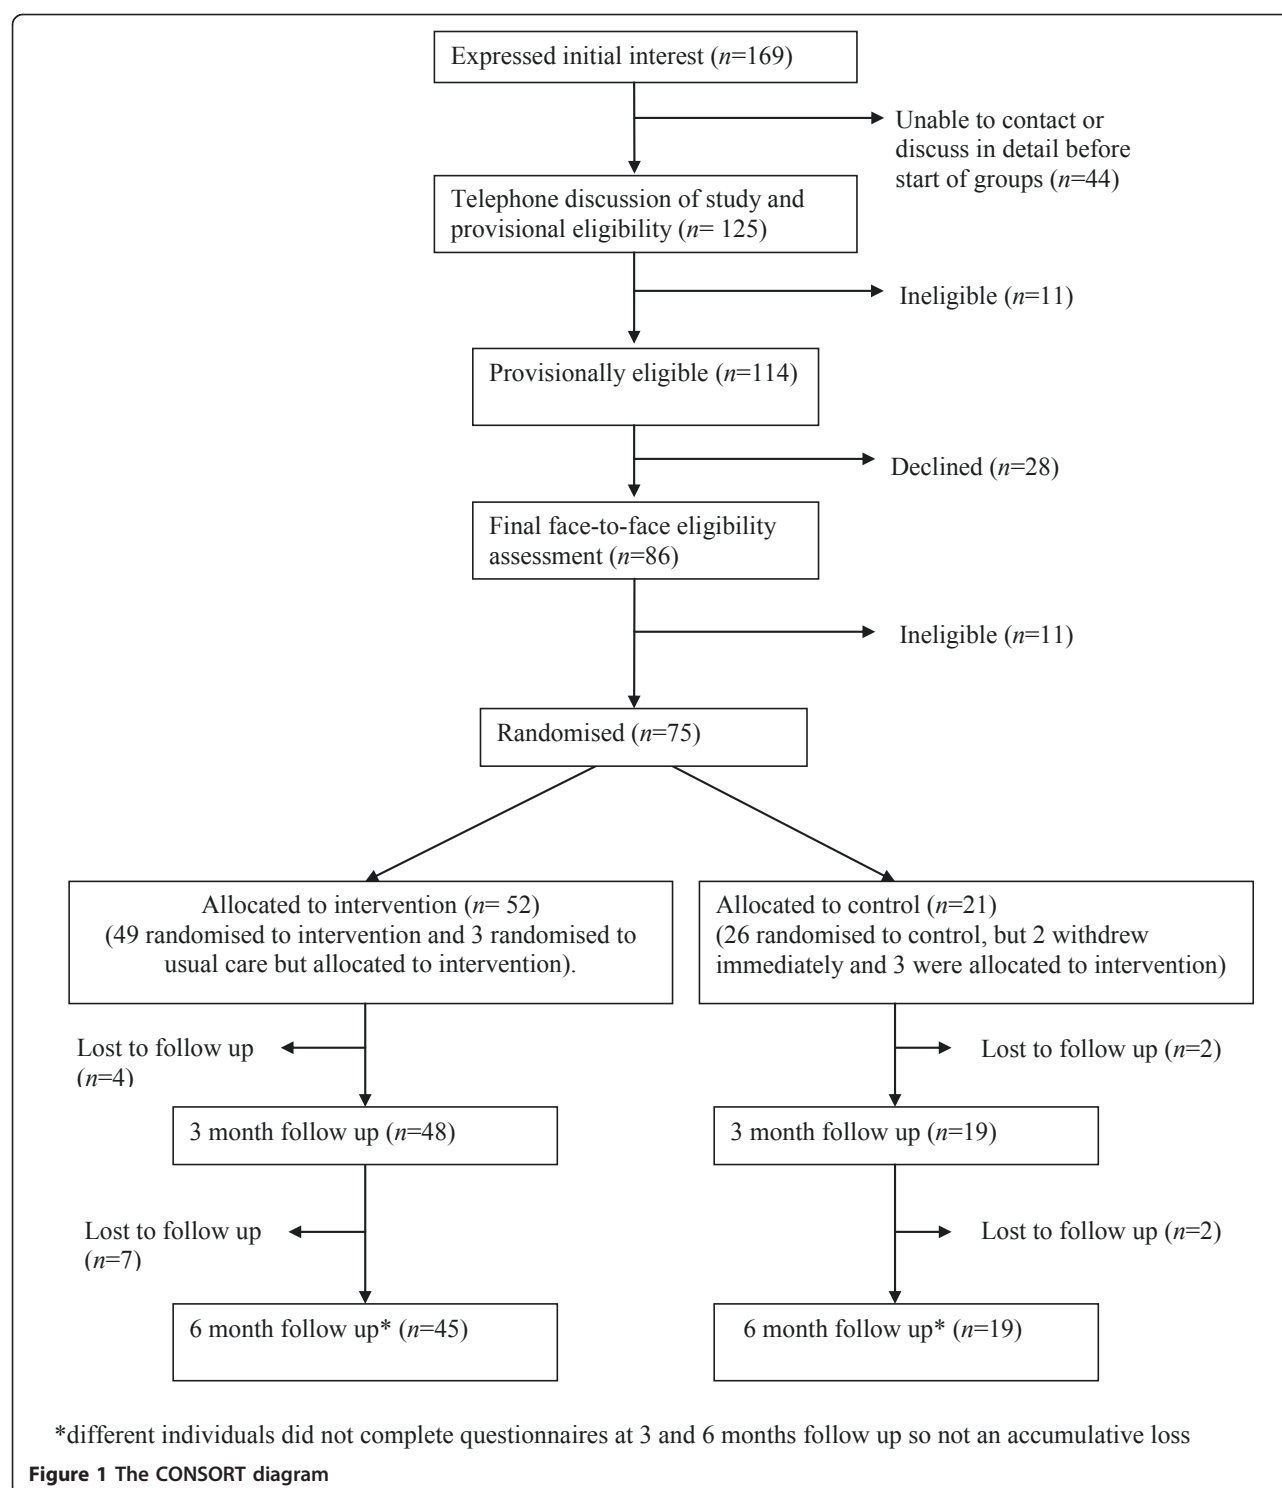 Expressed initial interest (n=169)
Unable to contact or
discuss in detail before
start of groups (n=44)
Telephone discussion of study and
provisional eligibility (n= 125)
Ineligible (n=11)
Provisionally eligible (n=114)
Declined (n=28)
Final face-to-face eligibility
assessment (n=86)
Ineligible (n=11)
Randomised (n=75)
Allocated to intervention (n= 52)
(49 randomised to intervention and 3 randomised to
usual care but allocated to intervention).
Allocated to control (n=21)
(26 randomised to control, but 2 withdrew
immediately and 3 were allocated to intervention)
Lost to follow up
(n=4)
Lost to follow up (n=2)
3 month follow up (n=48)
3 month follow up (n=19)
Lost to follow up
(n=7)
Lost to follow up (n=2)
6 month follow up* (n=45)
6 month follow up* (n=19)
*different individuals did not complete questionnaires at 3 and 6 months follow up so not an accumulative loss
Figure 1 The CONSORT diagram